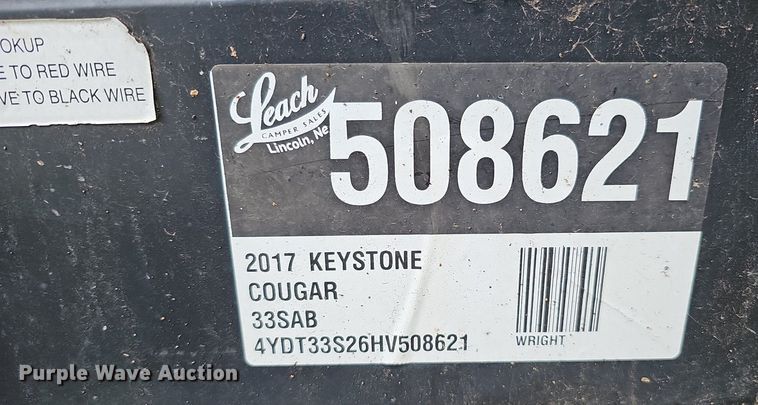 OKUP
E TO RED WIRE
VE TO BLACK WIRE
Leach
CAMPER SALES
Lincoln, Ne
508621
2017 KEYSTONE
COUGAR
33SAB
4YDT33S26HV508621
WRIGHT
Purple Wave Auction